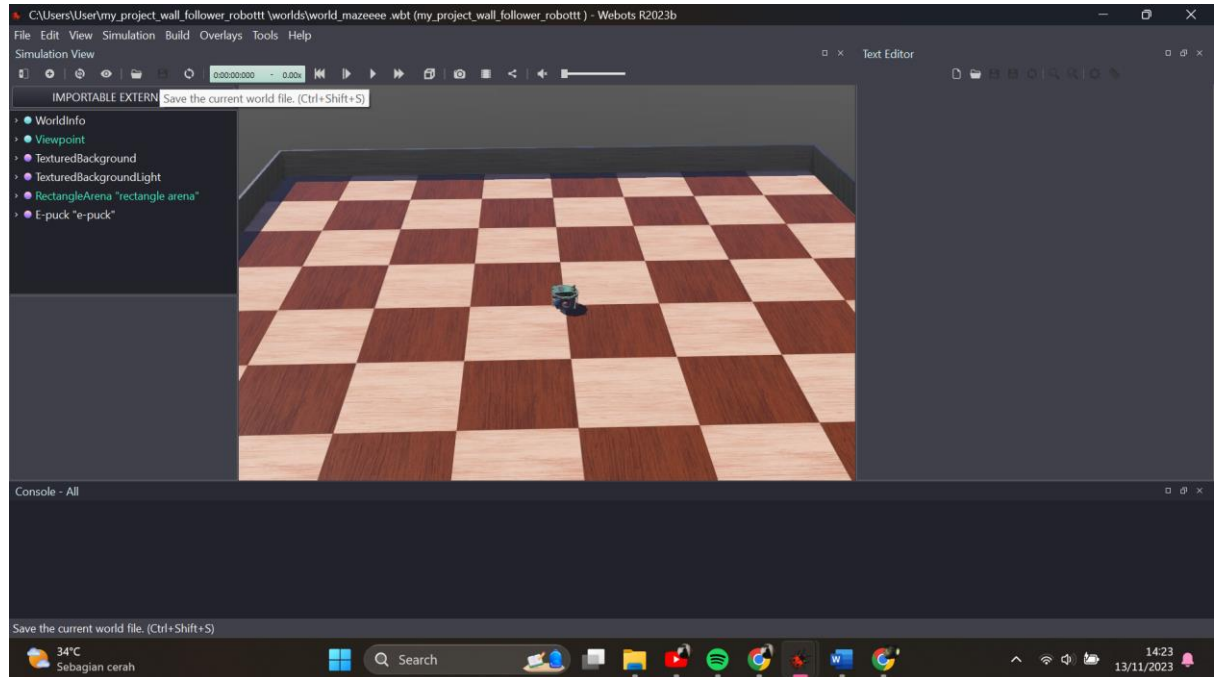 C:\Users\User\my_project_wall_follower_robottt \worlds\world_mazeeee .wbt (my_project_wall_follower_robottt ) - Webots R2023b
File Edit View Simulation Build Overlays Tools Help
Simulation View
Text Editor
0:00:00:000 - 0.00x
IMPORTABLE EXTERN
Save the current world file. (Ctrl+Shift+S)
WorldInfo
Viewpoint
TexturedBackground
TexturedBackgroundLight
RectangleArena "rectangle arena"
E-puck "e-puck"
Console - All
Save the current world file. (Ctrl+Shift+S)
34°C
Sebagian cerah
Search
14:23
13/11/2023